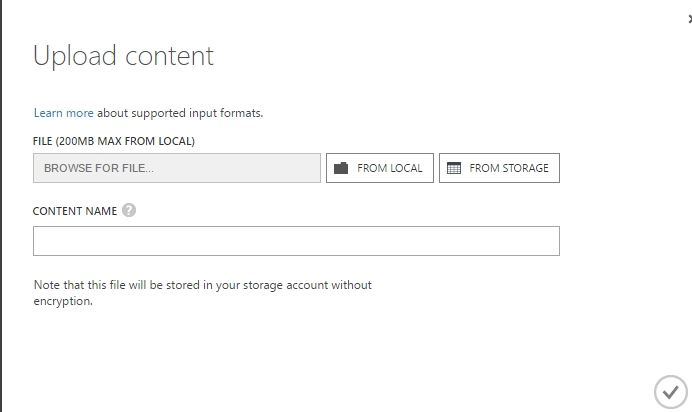 Upload content
Learn more about supported input formats.
FILE (200MB MAX FROM LOCAL)
BROWSE FOR FILE... FROM LOCAL FROM STORAGE
CONTENT NAME ?
Note that this file will be stored in your storage account without
encryption.